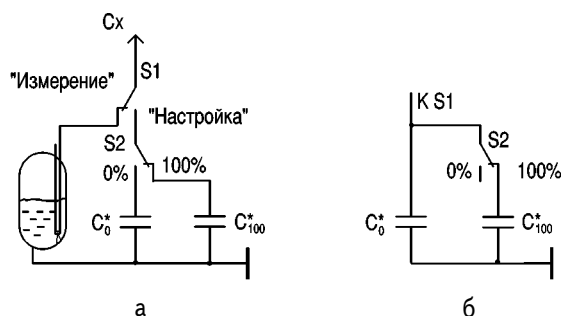 Cx
S1
"Измерение"
"Настройка"
S2
0% 100%
C*0
C*100
а
К S1
S2
0% 100%
C*0
C*100
б